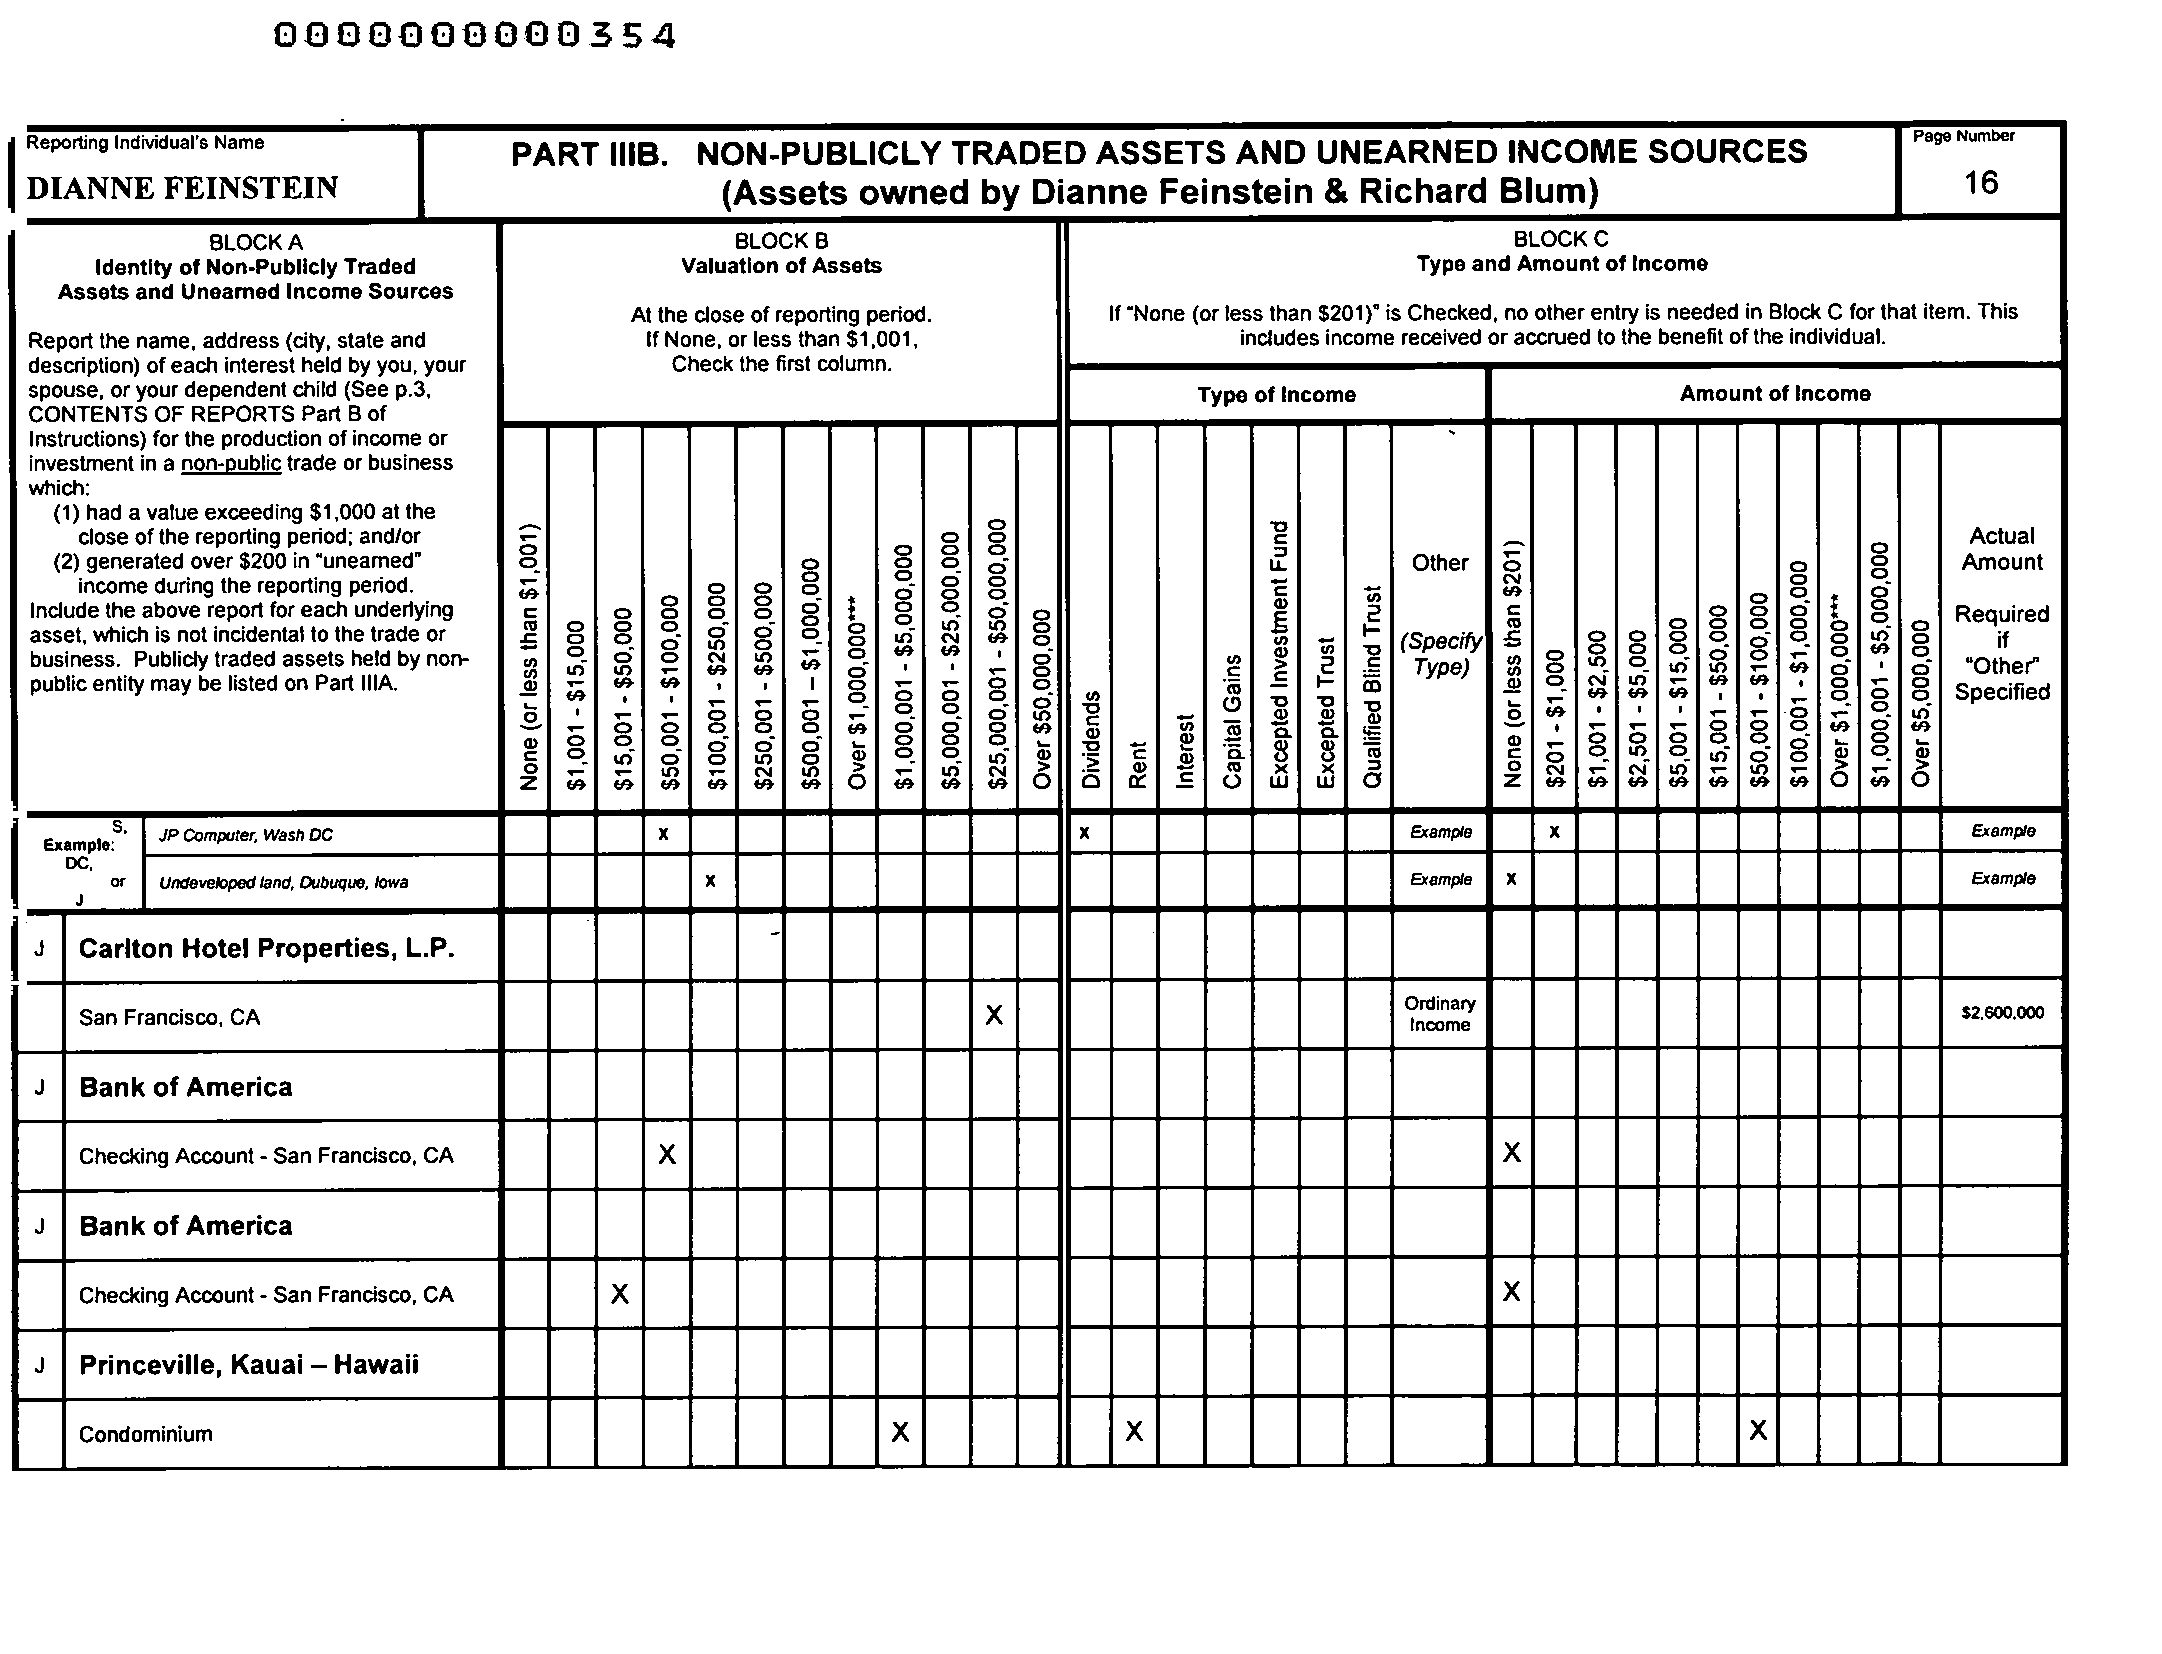 0000000000354
Reporting Individual's Name
DIANNE FEINSTEIN
PART IIIB. NON-PUBLICLY TRADED ASSETS AND UNEARNED INCOME SOURCES
(Assets owned by Dianne Feinstein & Richard Blum)
Page Number
16
BLOCK A
Identity of Non-Publicly Traded
Assets and Unearned Income Sources
Report the name, address (city, state and
description) of each interest held by you, your
spouse, or your dependent child (See p.3,
CONTENTS OF REPORTS Part B of
Instructions) for the production of income or
investment in a non-public trade or business
which:
(1) had a value exceeding $1,000 at the
close of the reporting period; and/or
(2) generated over $200 in "unearned"
income during the reporting period.
Include the above report for each underlying
asset, which is not incidental to the trade or
business. Publicly traded assets held by non-
public entity may be listed on Part IIIA.
BLOCK B
Valuation of Assets
At the close of reporting period.
If None, or less than $1,001,
Check the first column.
BLOCK C
Type and Amount of Income
If "None (or less than $201)" is Checked, no other entry is needed in Block C for that item. This
includes income received or accrued to the benefit of the individual.
Type of Income
Amount of Income
None (or less than $1,001)
$1,001 - $15,000
$15,001 - $50,000
$50,001 - $100,000
$100,001 - $250,000
$250,001 - $500,000
$500,001 – $1,000,000
Over $1,000,000***
$1,000,001 - $5,000,000
$5,000,001 - $25,000,000
$25,000,001 - $50,000,000
Over $50,000,000
Dividends
Rent
Interest
Capital Gains
Excepted Investment Fund
Excepted Trust
Qualified Blind Trust
Other
(Specify
Type)
None (or less than $201)
$201 - $1,000
$1,001 - $2,500
$2,501 - $5,000
$5,001 - $15,000
$15,001 - $50,000
$50,001 - $100,000
$100,001 - $1,000,000
Over $1,000,000***
$1,000,001 - $5,000,000
Over $5,000,000
Actual
Amount
Required
if
"Other"
Specified
S,
Example:
DC,
or
J
JP Computer, Wash DC X X Example X Example
Undeveloped land, Dubuque, Iowa X Example X Example
J Carlton Hotel Properties, L.P.
San Francisco, CA X Ordinary
Income $2,600,000
J Bank of America
Checking Account - San Francisco, CA X X
J Bank of America
Checking Account - San Francisco, CA X X
J Princeville, Kauai – Hawaii
Condominium X X X